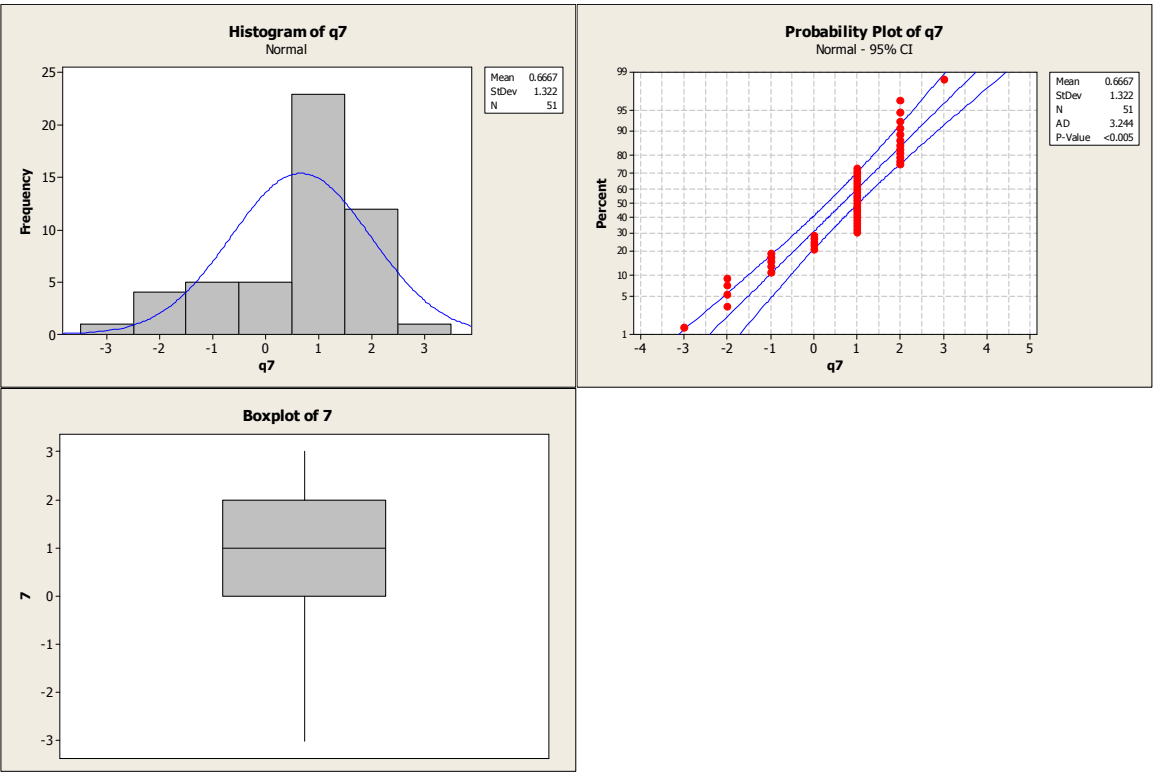 Histogram of q7
Normal
Frequency
25
20
15
10
5
0
-3 -2 -1 0 1 2 3
q7
Mean 0.6667
StDev 1.322
N 51
Probability Plot of q7
Normal - 95% CI
Percent
99
95
90
80
70
60
50
40
30
20
10
5
1
-4 -3 -2 -1 0 1 2 3 4 5
q7
Mean 0.6667
StDev 1.322
N 51
AD 3.244
P-Value <0.005
Boxplot of 7
7
3
2
1
0
-1
-2
-3